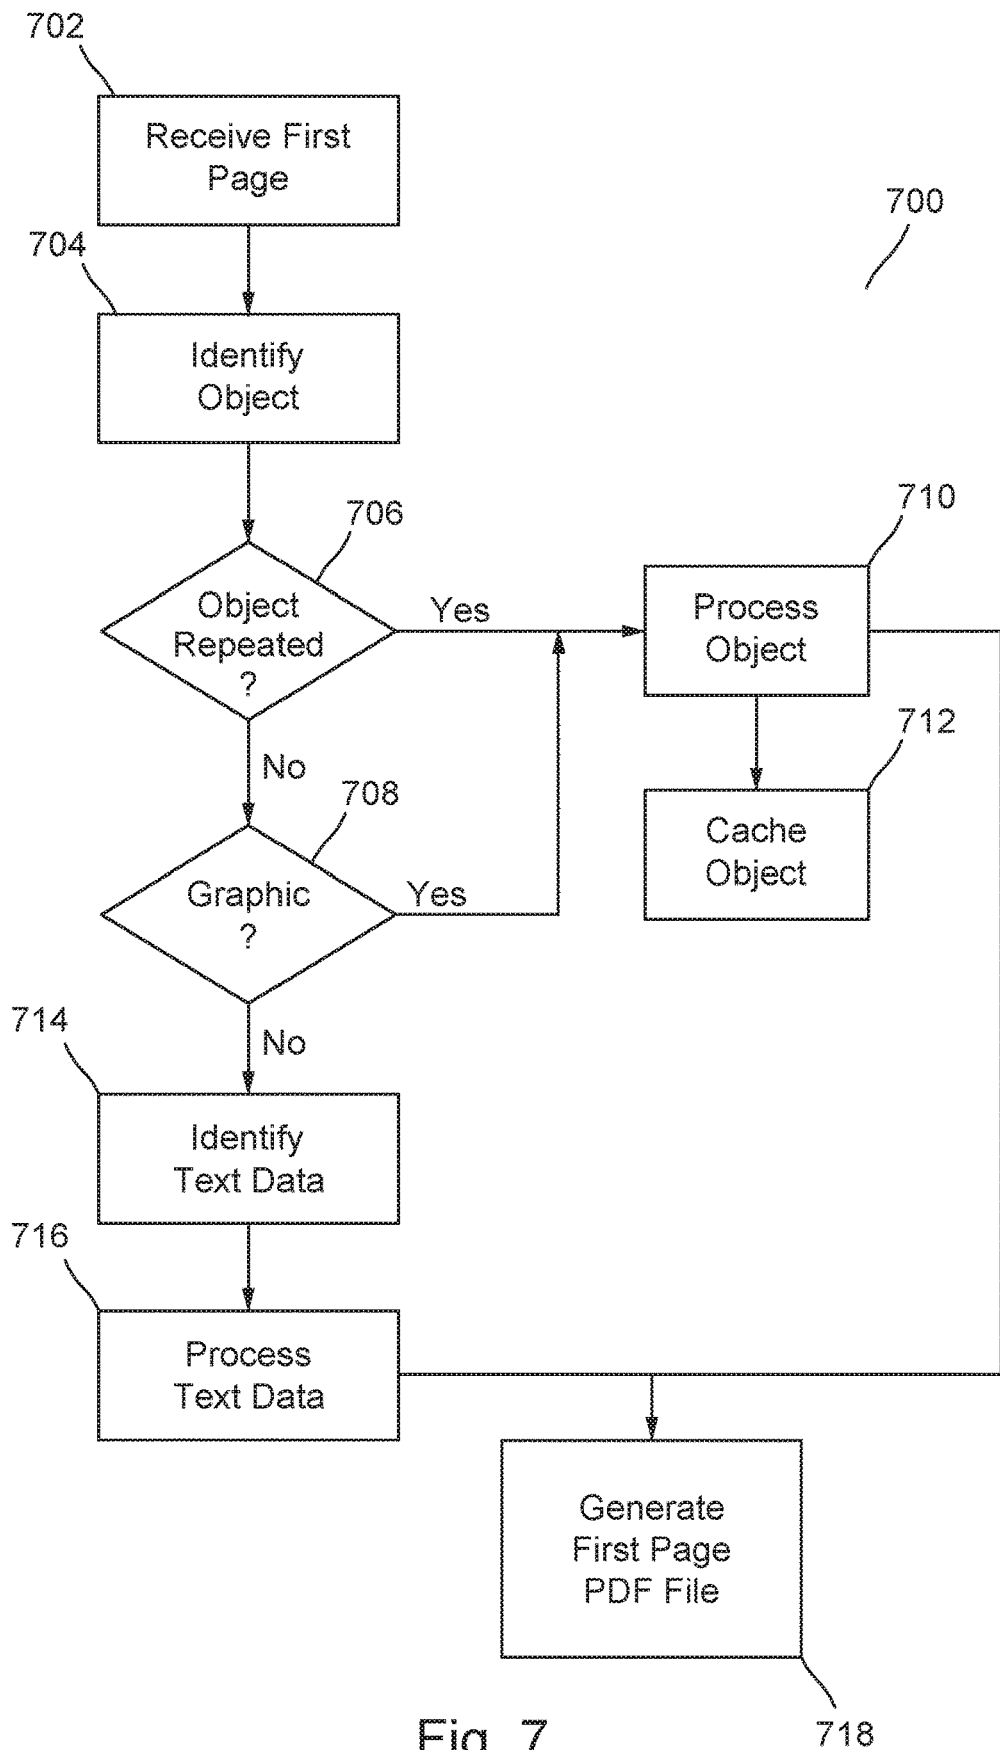 702
Receive First
Page
700
704
Identify
Object
706
710
Object
Repeated
?
Yes
Process
Object
No
712
708
Cache
Object
Graphic
?
Yes
714
No
Identify
Text Data
716
Process
Text Data
Generate
First Page
PDF File
718
Fig. 7